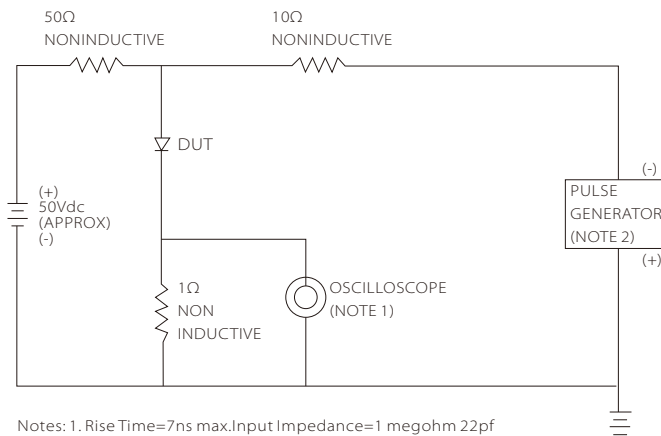 50Ω
NONINDUCTIVE
10Ω
NONINDUCTIVE
DUT
(+)
50Vdc
(APPROX)
(-)
(-)
PULSE
GENERATOR
(NOTE 2)
(+)
1Ω
NON
INDUCTIVE
OSCILLOSCOPE
(NOTE 1)
Notes: 1. Rise Time=7ns max.Input Impedance=1 megohm 22pf